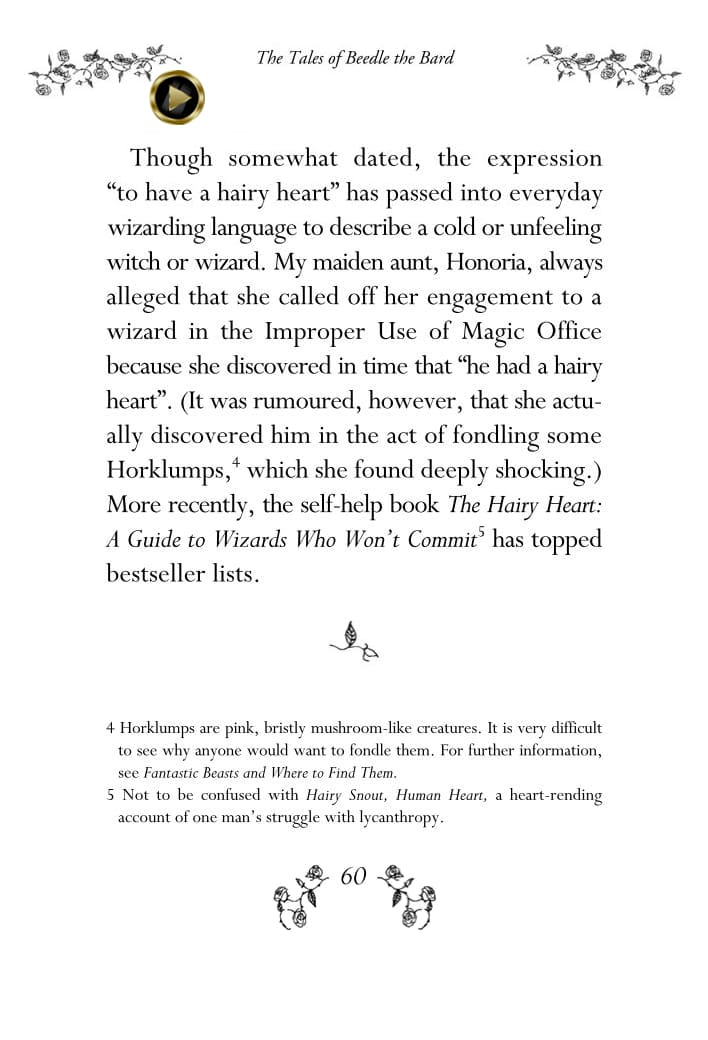 The Tales of Beedle the Bard
Though somewhat dated, the expression
“to have a hairy heart” has passed into everyday
wizarding language to describe a cold or unfeeling
witch or wizard. My maiden aunt, Honoria, always
alleged that she called off her engagement to a
wizard in the Improper Use of Magic Office
because she discovered in time that “he had a hairy
heart”. (It was rumoured, however, that she actu-
ally discovered him in the act of fondling some
Horklumps,⁴ which she found deeply shocking.)
More recently, the self-help book The Hairy Heart:
A Guide to Wizards Who Won’t Commit⁵ has topped
bestseller lists.
4 Horklumps are pink, bristly mushroom-like creatures. It is very difficult
to see why anyone would want to fondle them. For further information,
see Fantastic Beasts and Where to Find Them.
5 Not to be confused with Hairy Snout, Human Heart, a heart-rending
account of one man’s struggle with lycanthropy.
60